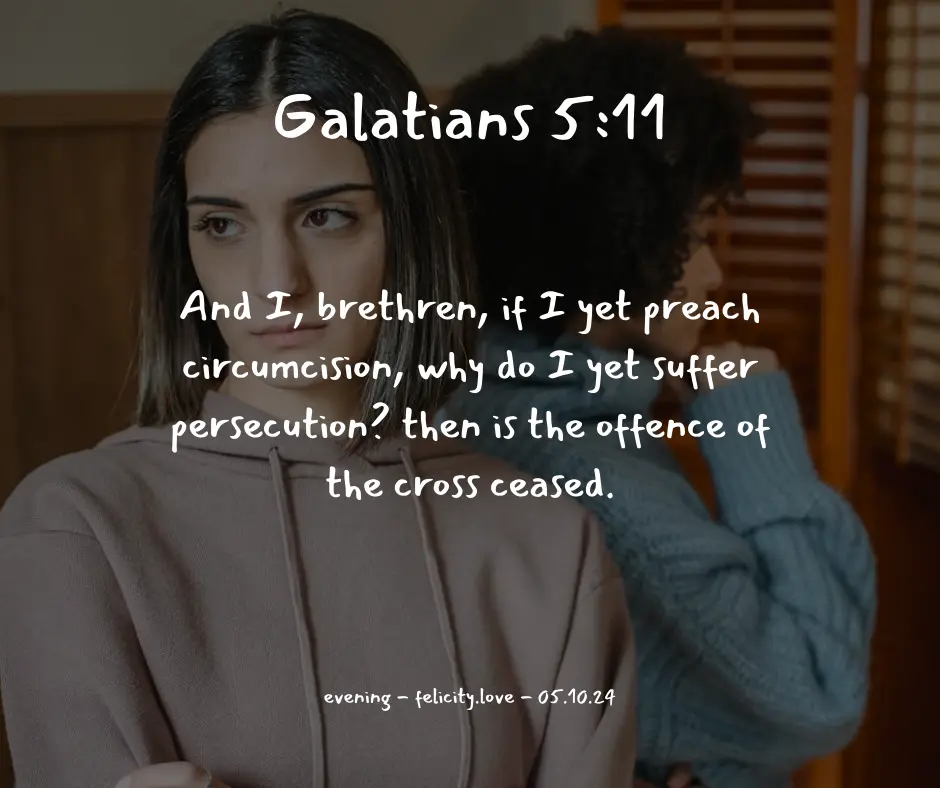 Galatians 5:11
And I, brethren, if I yet preach
circumcision, why do I yet suffer
persecution? then is the offence of
the cross ceased.
evening - felicity.love - 05.10.24